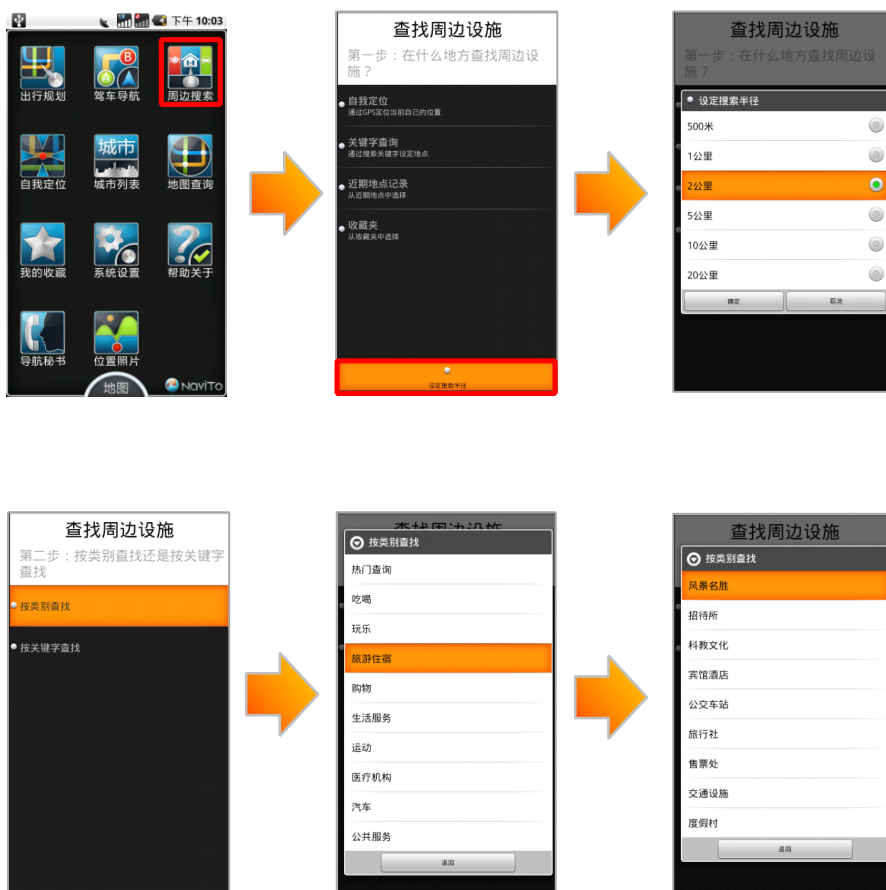 下午 10:03
出行规划
驾车导航
周边搜索
城市
自我定位
城市列表
地图查询
我的收藏
系统设置
帮助关于
导航秘书
位置照片
地图
NaviTo
查找周边设施
第一步：在什么地方查找周边设
施？
自我定位
通过GPS定位当前自己的位置
关键字查询
通过搜索关键字设定地点
近期地点记录
从近期地点中选择
收藏夹
从收藏夹中选择
设定搜索半径
查找周边设施
第一步：在什么地方查找周边设
施？
设定搜索半径
500米
1公里
2公里
5公里
10公里
20公里
确定
取消
查找周边设施
第二步：按类别查找还是按关键字
查找
按类别查找
按关键字查找
查找周边设施
按类别查找
热门查询
吃喝
玩乐
旅游住宿
购物
生活服务
运动
医疗机构
汽车
公共服务
返回
查找周边设施
按类别查找
风景名胜
招待所
科教文化
宾馆酒店
公交车站
旅行社
售票处
交通设施
度假村
返回